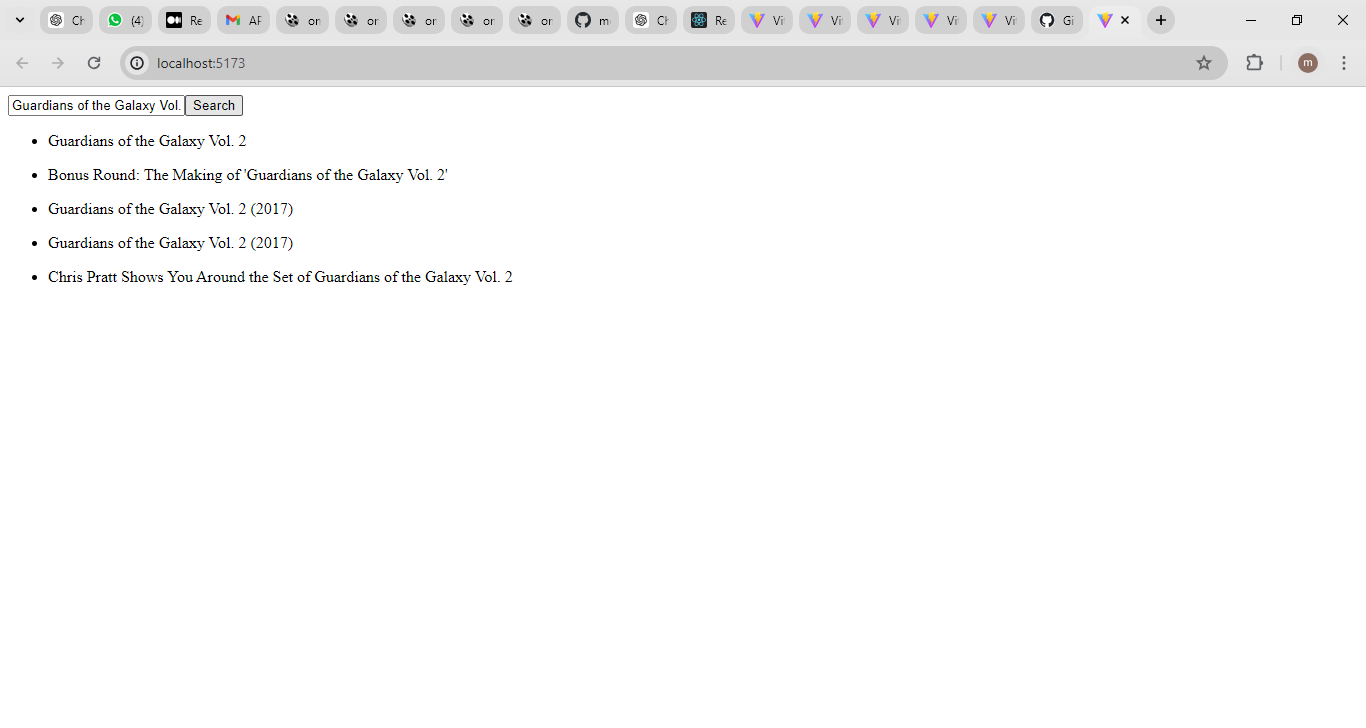 Ch (4) Re AF or or or or or m Ch Re Vi Vi Vi Vi Vi Gi
localhost:5173 m
Guardians of the Galaxy Vol. Search
Guardians of the Galaxy Vol. 2
Bonus Round: The Making of 'Guardians of the Galaxy Vol. 2'
Guardians of the Galaxy Vol. 2 (2017)
Guardians of the Galaxy Vol. 2 (2017)
Chris Pratt Shows You Around the Set of Guardians of the Galaxy Vol. 2